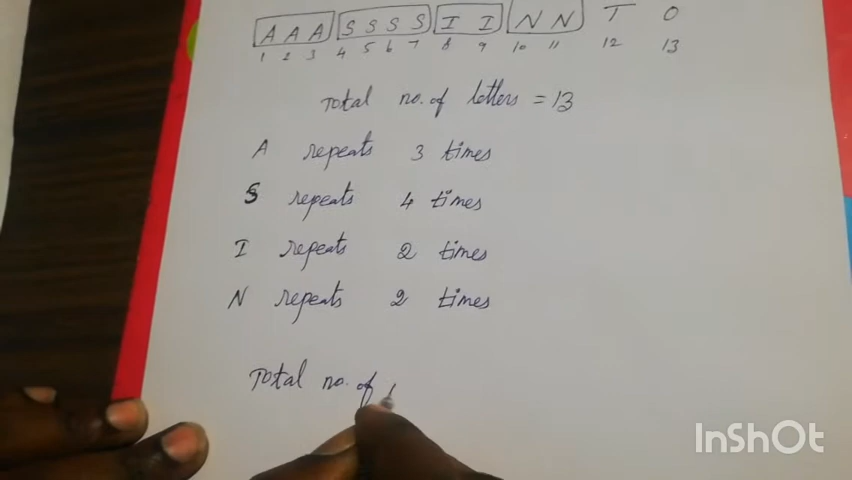 A A A S S S S I I N N T O
1 2 3 4 5 6 7 8 9 10 11 12 13
Total no. of letters = 13
A repeats 3 times
S repeats 4 times
I repeats 2 times
N repeats 2 times
Total no. of
InShOt